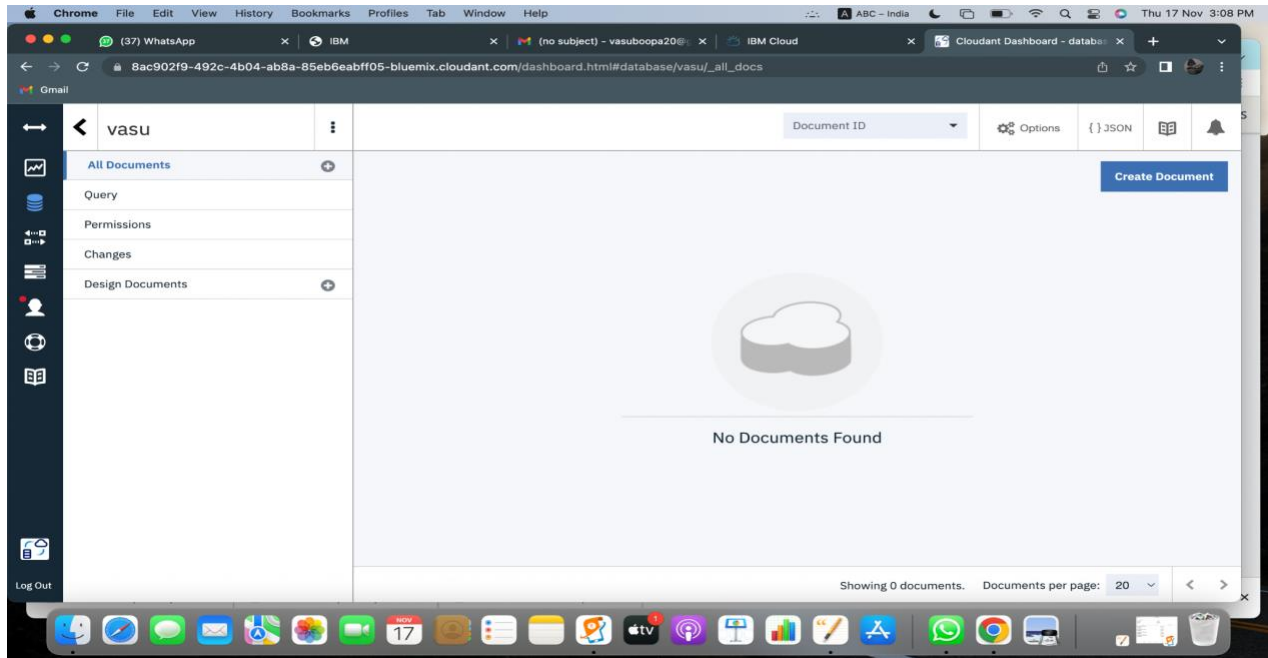 Chrome File Edit View History Bookmarks Profiles Tab Window Help A ABC – India Thu 17 Nov 3:08 PM
(37) WhatsApp × IBM × (no subject) – vasuboopa20@ × IBM Cloud × Cloudant Dashboard - databas × +
8ac902f9-492c-4b04-ab8a-85eb6eabff05-bluemix.cloudant.com/dashboard.html#database/vasu/_all_docs
Gmail
vasu Document ID Options { } JSON
All Documents
Create Document
Query
Permissions
Changes
Design Documents
No Documents Found
Log Out Showing 0 documents. Documents per page: 20 < >
NOV
17
tv
1